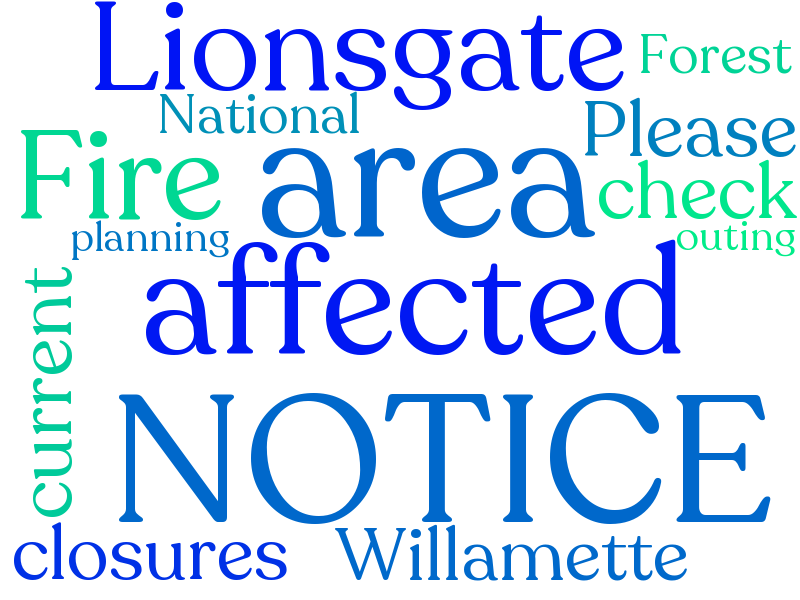 Lionsgate
Forest
National
Please
Fire
area
check
planning
outing
affected
current
NOTICE
closures
Willamette